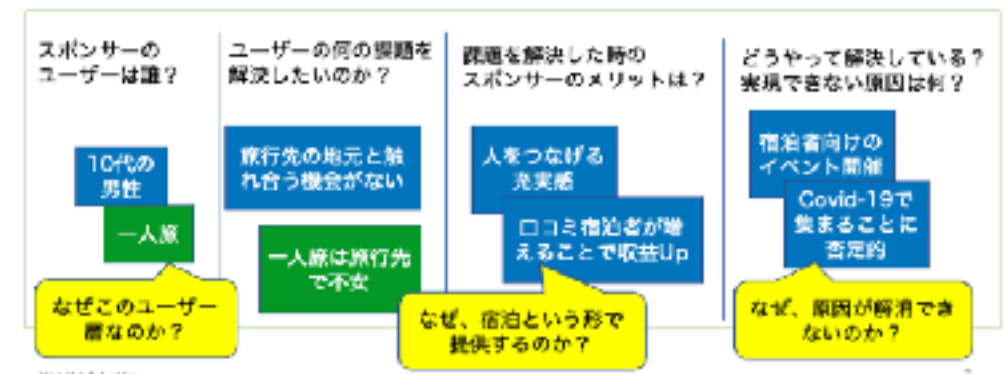 スポンサーの
ユーザーは誰？
10代の
男性
一人旅
なぜこのユーザー
層なのか？
ユーザーの何の課題を
解決したいのか？
旅行先の地元と触
れ合う機会がない
一人旅は旅行先
で不安
課題を解決した時の
スポンサーのメリットは？
人をつなげる
充実感
口コミ宿泊者が増
えることで収益Up
なぜ、宿泊という形で
提供するのか？
どうやって解決している？
実現できない原因は何？
宿泊者向けの
イベント開催
Covid-19で
集まることに
否定的
なぜ、原因が解消でき
ないのか？